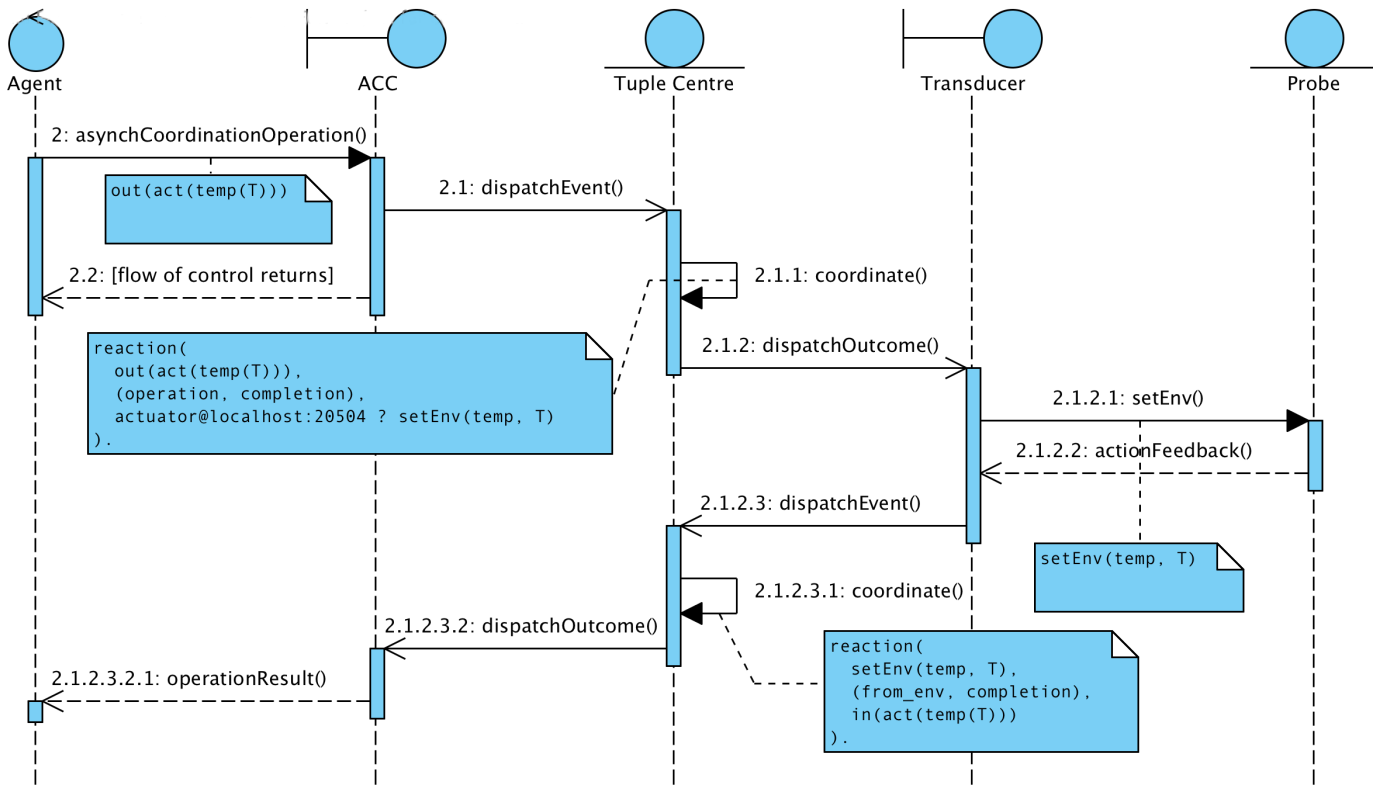 Agent
ACC
Tuple Centre
Transducer
Probe
2: asynchCoordinationOperation()
out(act(temp(T)))
2.1: dispatchEvent()
2.2: [flow of control returns]
2.1.1: coordinate()
reaction(
out(act(temp(T))),
(operation, completion),
actuator@localhost:20504 ? setEnv(temp, T)
).
2.1.2: dispatchOutcome()
2.1.2.1: setEnv()
2.1.2.2: actionFeedback()
2.1.2.3: dispatchEvent()
setEnv(temp, T)
2.1.2.3.1: coordinate()
2.1.2.3.2: dispatchOutcome()
reaction(
setEnv(temp, T),
(from_env, completion),
in(act(temp(T)))
).
2.1.2.3.2.1: operationResult()